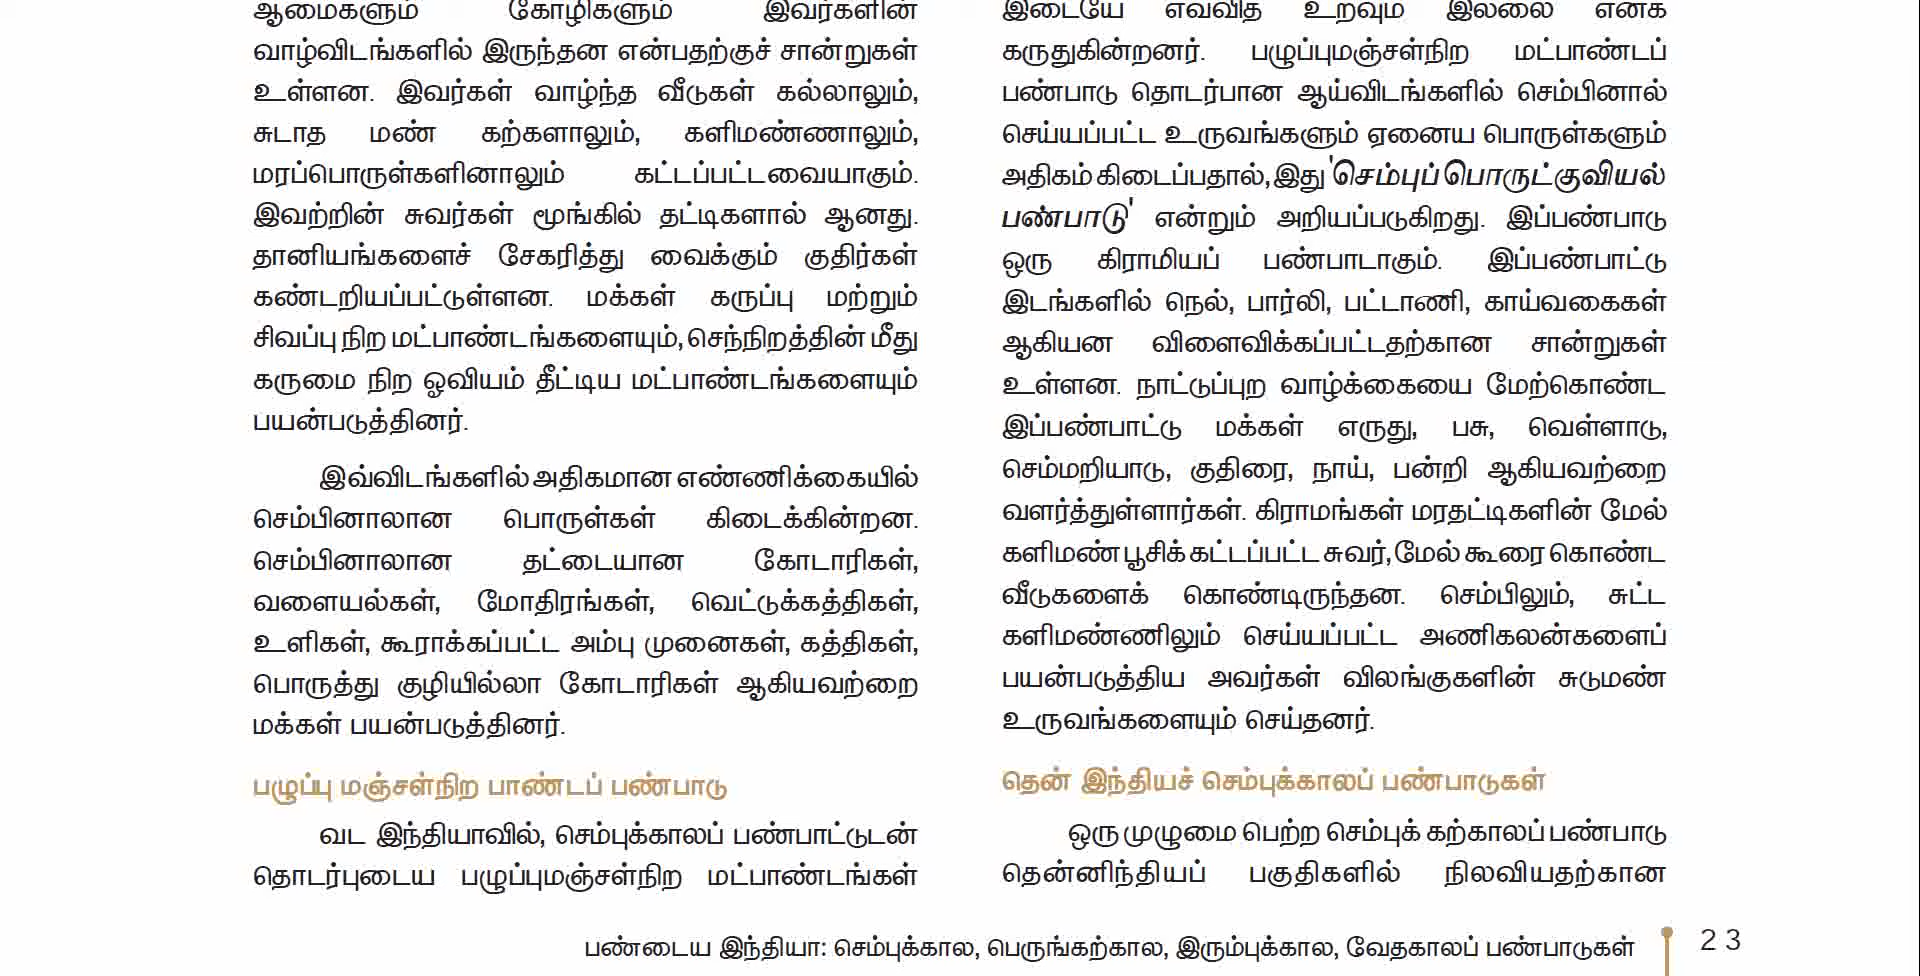 ஆமைகளும் கோழிகளும் இவர்களின்
வாழ்விடங்களில் இருந்தன என்பதற்குச் சான்றுகள்
உள்ளன. இவர்கள் வாழ்ந்த வீடுகள் கல்லாலும்,
சுடாத மண் கற்களாலும், களிமண்ணாலும்,
மரப்பொருள்களினாலும் கட்டப்பட்டவையாகும்.
இவற்றின் சுவர்கள் மூங்கில் தட்டிகளால் ஆனது.
தானியங்களைச் சேகரித்து வைக்கும் குதிர்கள்
கண்டறியப்பட்டுள்ளன. மக்கள் கருப்பு மற்றும்
சிவப்பு நிற மட்பாண்டங்களையும், செந்நிறத்தின் மீது
கருமை நிற ஓவியம் தீட்டிய மட்பாண்டங்களையும்
பயன்படுத்தினர்.
இவ்விடங்களில் அதிகமான எண்ணிக்கையில்
செம்பினாலான பொருள்கள் கிடைக்கின்றன.
செம்பினாலான தட்டையான கோடாரிகள்,
வளையல்கள், மோதிரங்கள், வெட்டுக்கத்திகள்,
உளிகள், கூராக்கப்பட்ட அம்பு முனைகள், கத்திகள்,
பொருத்து குழியில்லா கோடாரிகள் ஆகியவற்றை
மக்கள் பயன்படுத்தினர்.
பழுப்பு மஞ்சள்நிற பாண்டப் பண்பாடு
வட இந்தியாவில், செம்புக்காலப் பண்பாட்டுடன்
தொடர்புடைய பழுப்புமஞ்சள்நிற மட்பாண்டங்கள்
இடையே எவ்வித உறவும் இல்லை எனக்
கருதுகின்றனர். பழுப்புமஞ்சள்நிற மட்பாண்டப்
பண்பாடு தொடர்பான ஆய்விடங்களில் செம்பினால்
செய்யப்பட்ட உருவங்களும் ஏனைய பொருள்களும்
அதிகம் கிடைப்பதால், இது 'செம்புப் பொருட்குவியல்
பண்பாடு' என்றும் அறியப்படுகிறது. இப்பண்பாடு
ஒரு கிராமியப் பண்பாடாகும். இப்பண்பாட்டு
இடங்களில் நெல், பார்லி, பட்டாணி, காய்வகைகள்
ஆகியன விளைவிக்கப்பட்டதற்கான சான்றுகள்
உள்ளன. நாட்டுப்புற வாழ்க்கையை மேற்கொண்ட
இப்பண்பாட்டு மக்கள் எருது, பசு, வெள்ளாடு,
செம்மறியாடு, குதிரை, நாய், பன்றி ஆகியவற்றை
வளர்த்துள்ளார்கள். கிராமங்கள் மரதட்டிகளின் மேல்
களிமண் பூசிக் கட்டப்பட்ட சுவர், மேல் கூரை கொண்ட
வீடுகளைக் கொண்டிருந்தன. செம்பிலும், சுட்ட
களிமண்ணிலும் செய்யப்பட்ட அணிகலன்களைப்
பயன்படுத்திய அவர்கள் விலங்குகளின் சுடுமண்
உருவங்களையும் செய்தனர்.
தென் இந்தியச் செம்புக்காலப் பண்பாடுகள்
ஒரு முழுமை பெற்ற செம்புக் கற்காலப் பண்பாடு
தென்னிந்தியப் பகுதிகளில் நிலவியதற்கான
பண்டைய இந்தியா: செம்புக்கால, பெருங்கற்கால, இரும்புக்கால, வேதகாலப் பண்பாடுகள் 23